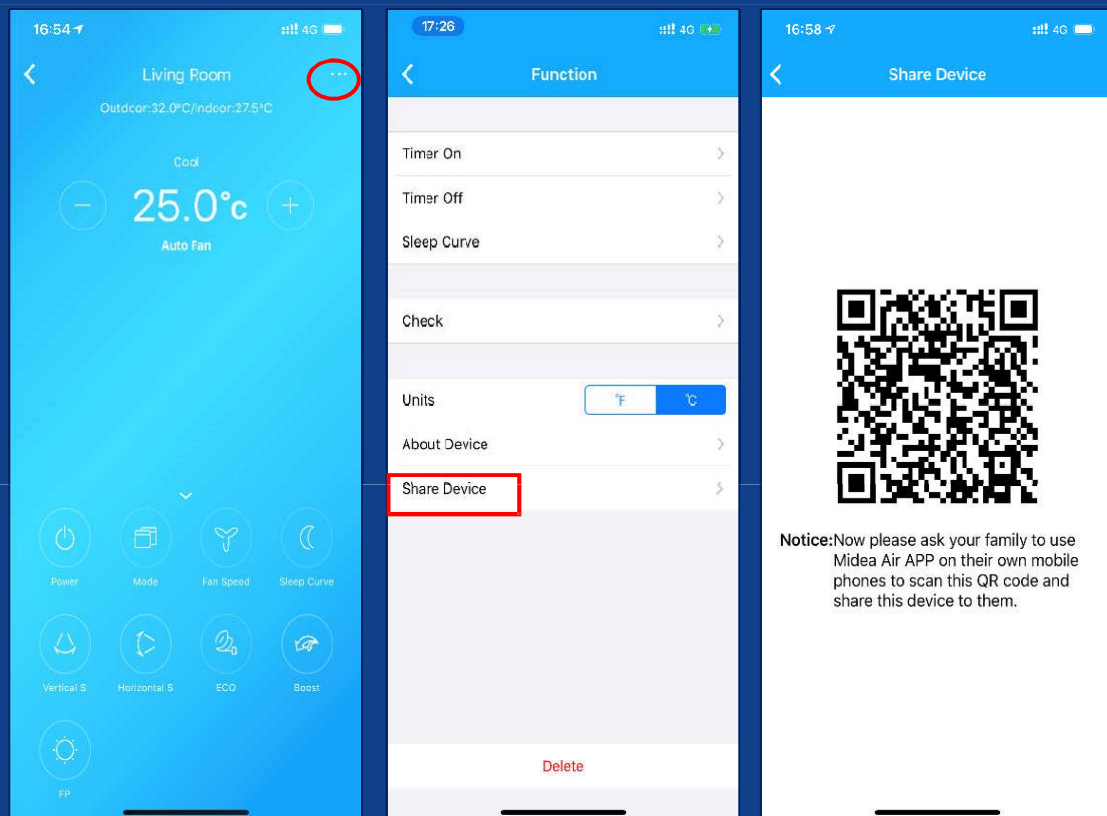 16:54
4G
Living Room
...
Outdoor:32.0°C/Indoor:27.5°C
Cool
25.0°c
Auto Fan
Power
Mode
Fan Speed
Sleep Curve
Vertical S
Horizontal S
ECO
Boost
FP
17:26
4G
Function
Timer On
Timer Off
Sleep Curve
Check
Units
°F
°C
About Device
Share Device
Delete
16:58
4G
Share Device
Notice:Now please ask your family to use
Midea Air APP on their own mobile
phones to scan this QR code and
share this device to them.